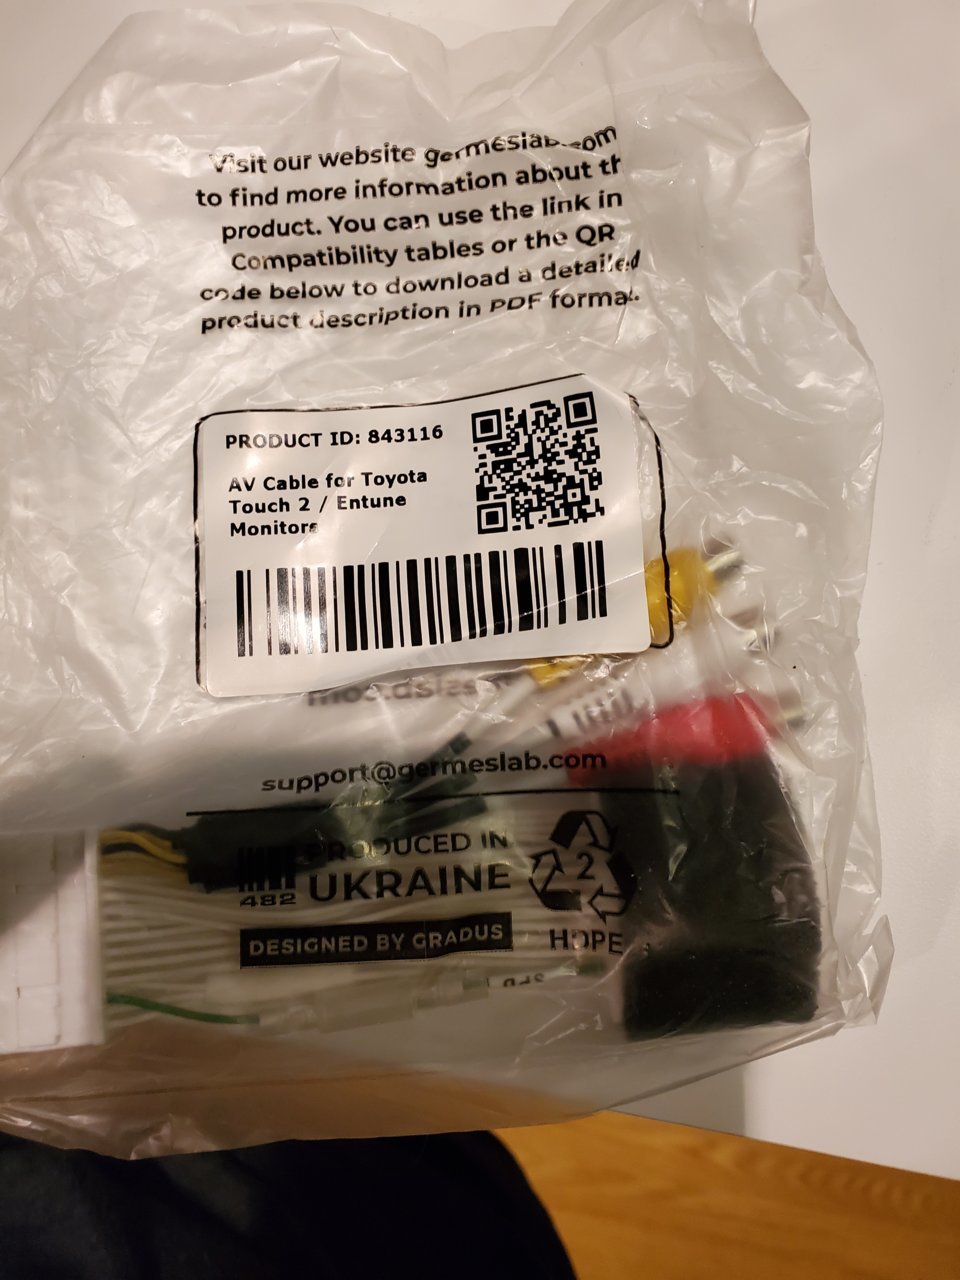 Visit our website germeslab.com
to find more information about
product. You can use the link in
Compatibility tables or the QR
code below to download a detailed
product description in PDF format.
PRODUCT ID: 843116
AV Cable for Toyota
Touch 2 / Entune
Monitors
support@germeslab.com
PRODUCED IN
UKRAINE
482
2
DESIGNED BY GRADUS
HDPE